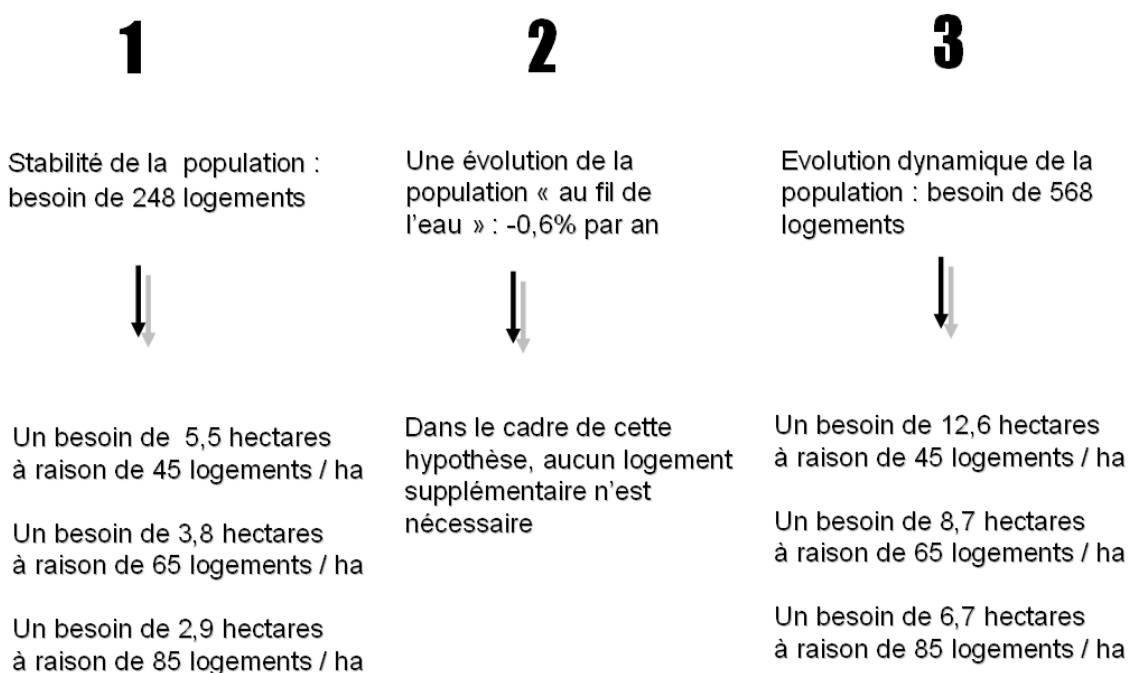 1
Stabilité de la population :
besoin de 248 logements
Un besoin de 5,5 hectares
à raison de 45 logements / ha
Un besoin de 3,8 hectares
à raison de 65 logements / ha
Un besoin de 2,9 hectares
à raison de 85 logements / ha
2
Une évolution de la
population « au fil de
l'eau » : -0,6% par an
Dans le cadre de cette
hypothèse, aucun logement
supplémentaire n'est
nécessaire
3
Evolution dynamique de la
population : besoin de 568
logements
Un besoin de 12,6 hectares
à raison de 45 logements / ha
Un besoin de 8,7 hectares
à raison de 65 logements / ha
Un besoin de 6,7 hectares
à raison de 85 logements / ha